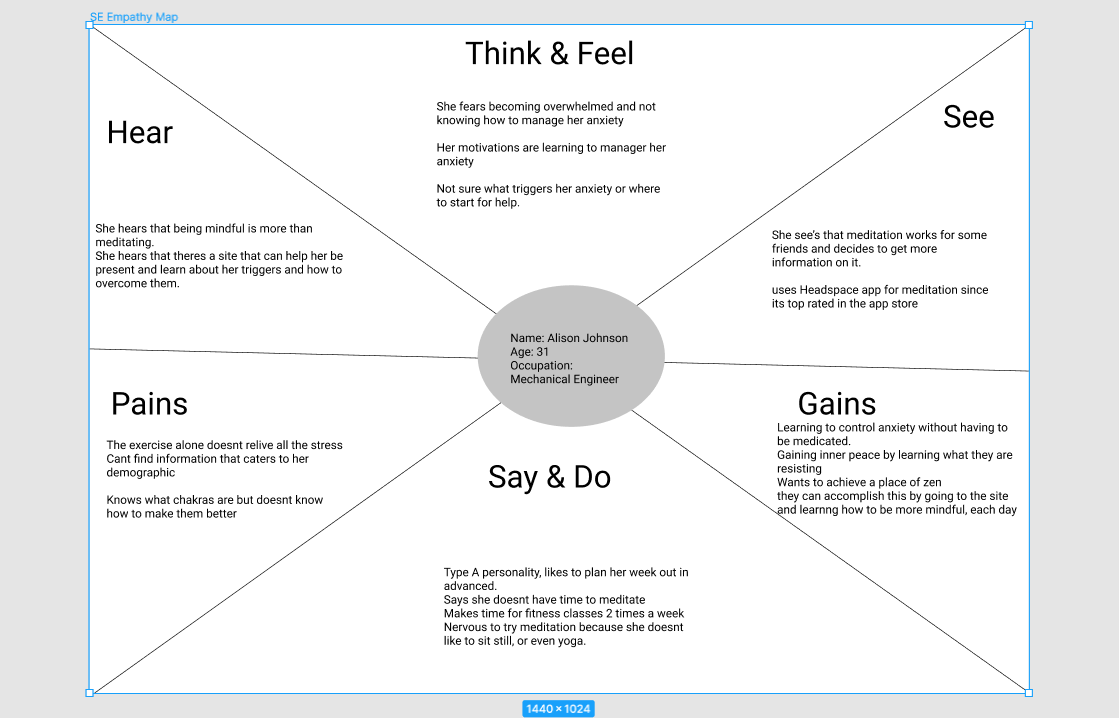 SE Empathy Map
Think & Feel
She fears becoming overwhelmed and not
knowing how to manage her anxiety
Her motivations are learning to manager her
anxiety
Not sure what triggers her anxiety or where
to start for help.
Hear
She hears that being mindful is more than
meditating.
She hears that theres a site that can help her be
present and learn about her triggers and how to
overcome them.
See
She see’s that meditation works for some
friends and decides to get more
information on it.
uses Headspace app for meditation since
its top rated in the app store
Name: Alison Johnson
Age: 31
Occupation:
Mechanical Engineer
Pains
The exercise alone doesnt relive all the stress
Cant find information that caters to her
demographic
Knows what chakras are but doesnt know
how to make them better
Gains
Learning to control anxiety without having to
be medicated.
Gaining inner peace by learning what they are
resisting
Wants to achieve a place of zen
they can accomplish this by going to the site
and learnng how to be more mindful, each day
Say & Do
Type A personality, likes to plan her week out in
advanced.
Says she doesnt have time to meditate
Makes time for fitness classes 2 times a week
Nervous to try meditation because she doesnt
like to sit still, or even yoga.
1440 × 1024